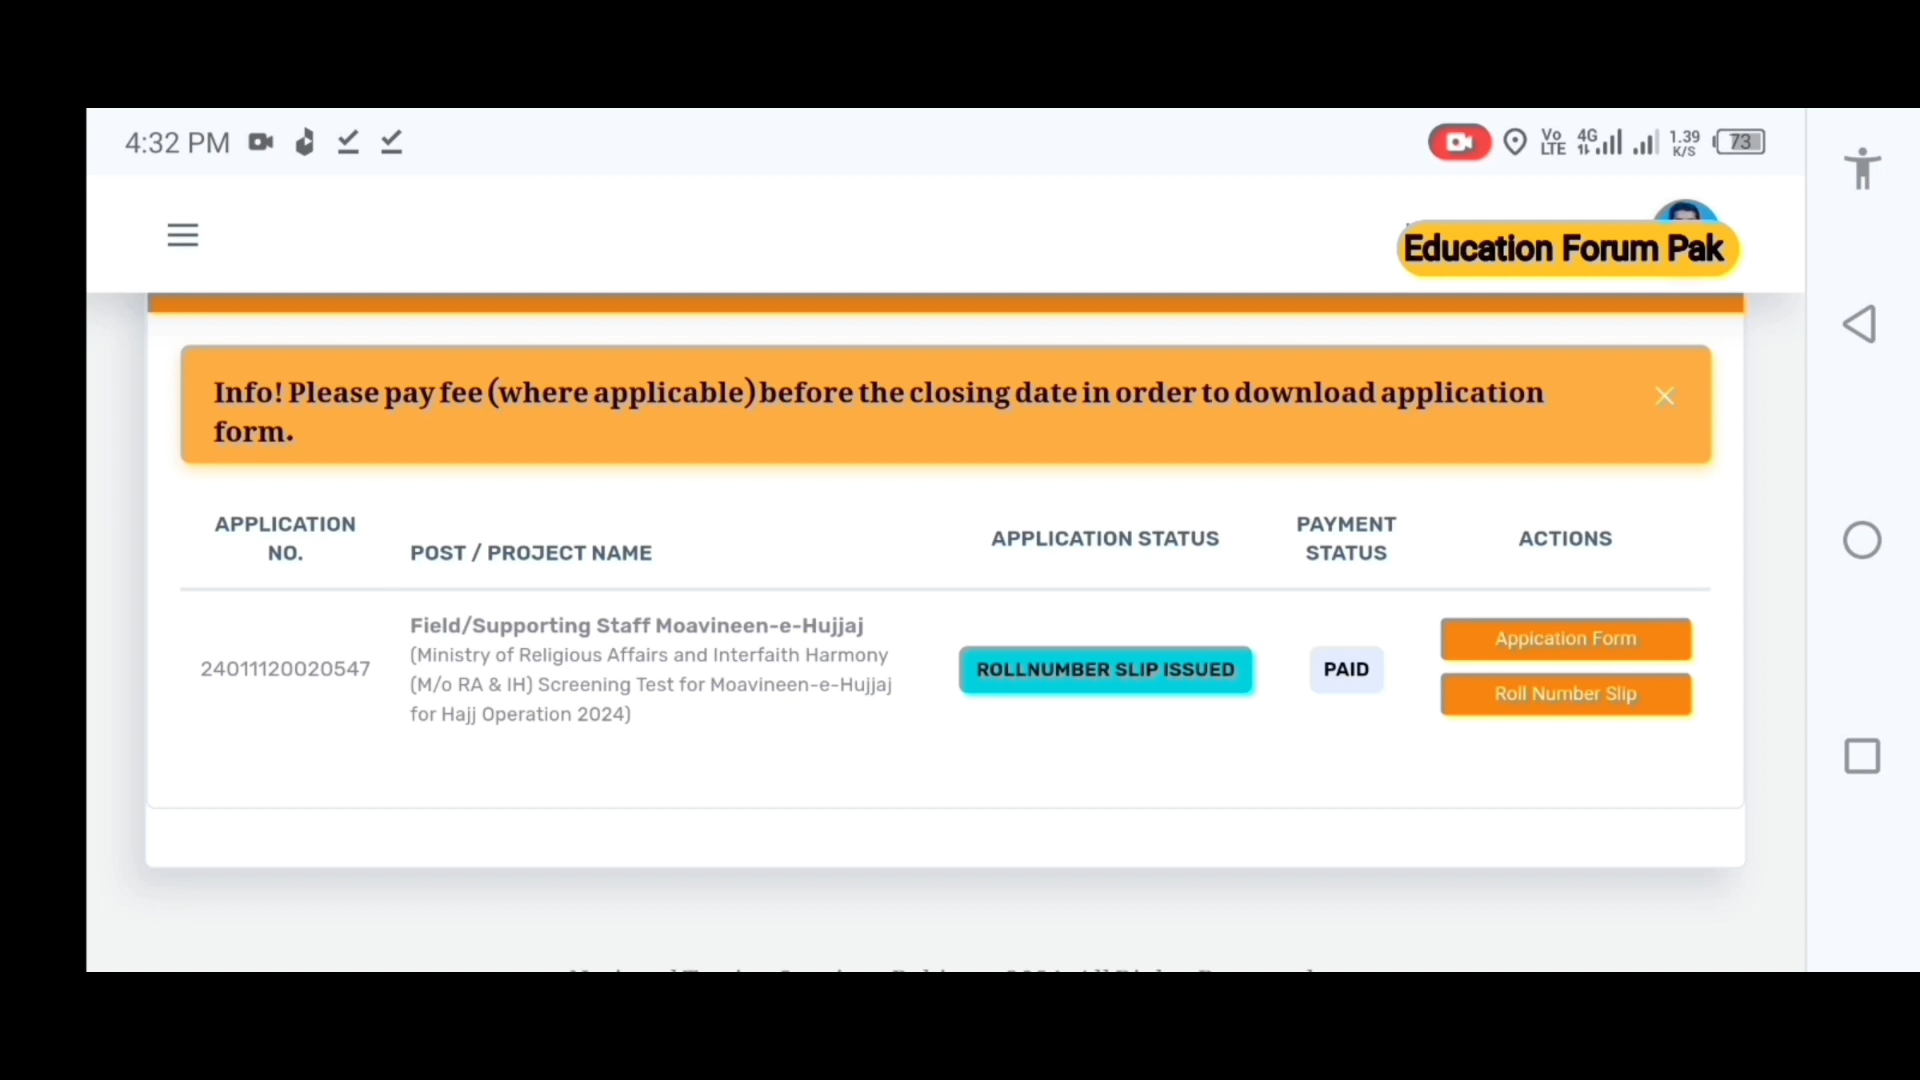 4:32 PM
Vo LTE 4G 1.39 K/S 73
Education Forum Pak
Info! Please pay fee (where applicable) before the closing date in order to download application
form.
APPLICATION NO.
POST / PROJECT NAME
APPLICATION STATUS
PAYMENT STATUS
ACTIONS
24011120020547
Field/Supporting Staff Moavineen-e-Hujjaj
(Ministry of Religious Affairs and Interfaith Harmony
(M/o RA & IH) Screening Test for Moavineen-e-Hujjaj
for Hajj Operation 2024)
ROLLNUMBER SLIP ISSUED
PAID
Appication Form
Roll Number Slip